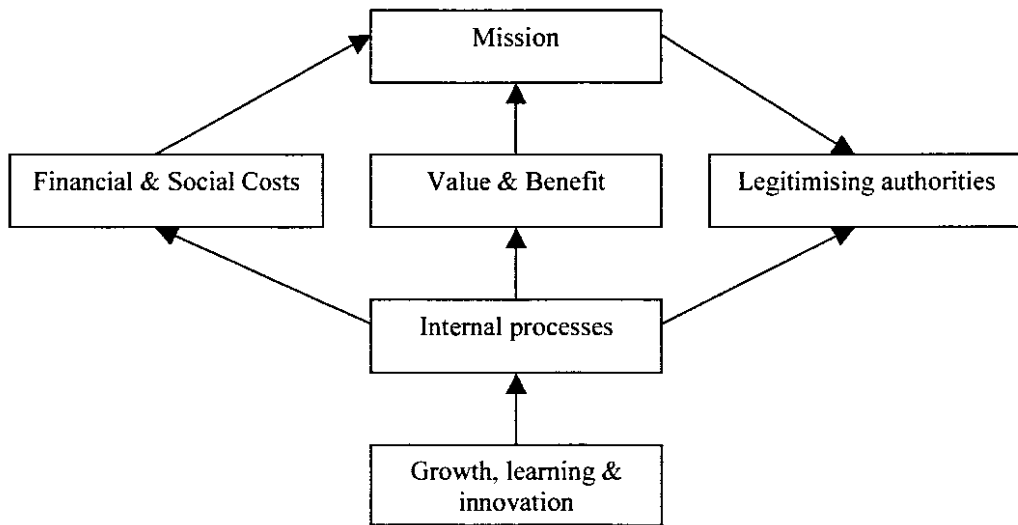 Mission
Financial & Social Costs
Value & Benefit
Legitimising authorities
Internal processes
Growth, learning &
innovation